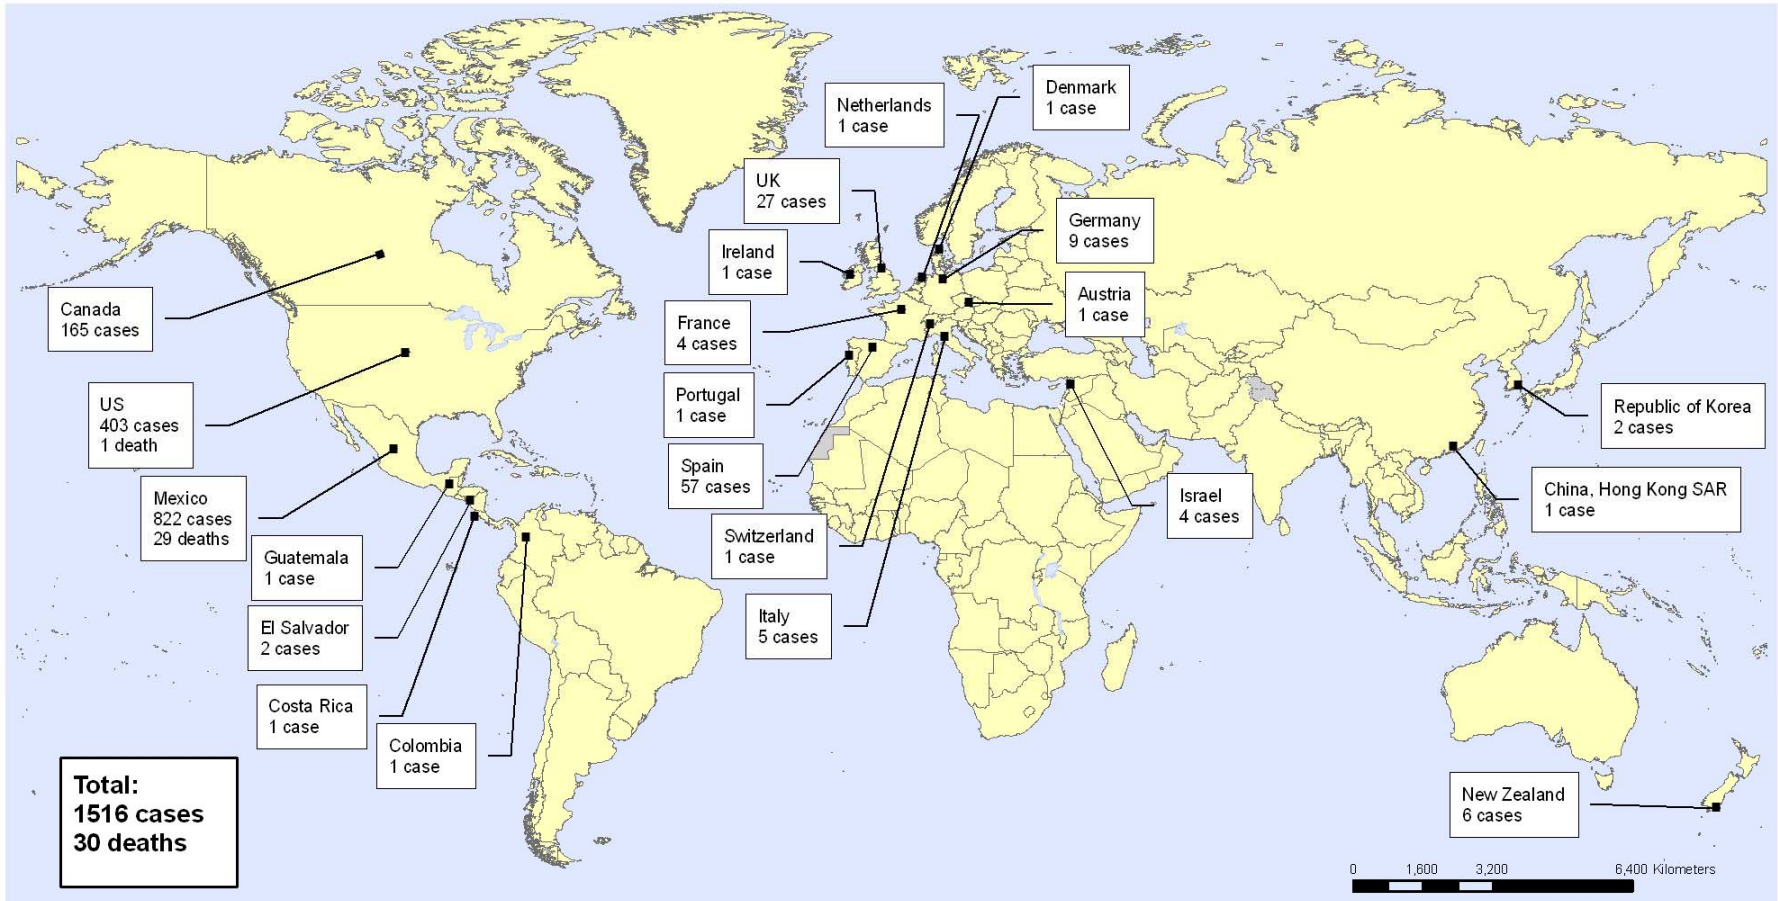 Netherlands
1 case
Denmark
1 case
UK
27 cases
Germany
9 cases
Ireland
1 case
Austria
1 case
Canada
165 cases
France
4 cases
US
403 cases
1 death
Portugal
1 case
Republic of Korea
2 cases
Spain
57 cases
Mexico
822 cases
29 deaths
Israel
4 cases
China, Hong Kong SAR
1 case
Switzerland
1 case
Guatemala
1 case
Italy
5 cases
El Salvador
2 cases
Costa Rica
1 case
Colombia
1 case
Total:
1516 cases
30 deaths
New Zealand
6 cases
0 1,600 3,200 6,400 Kilometers